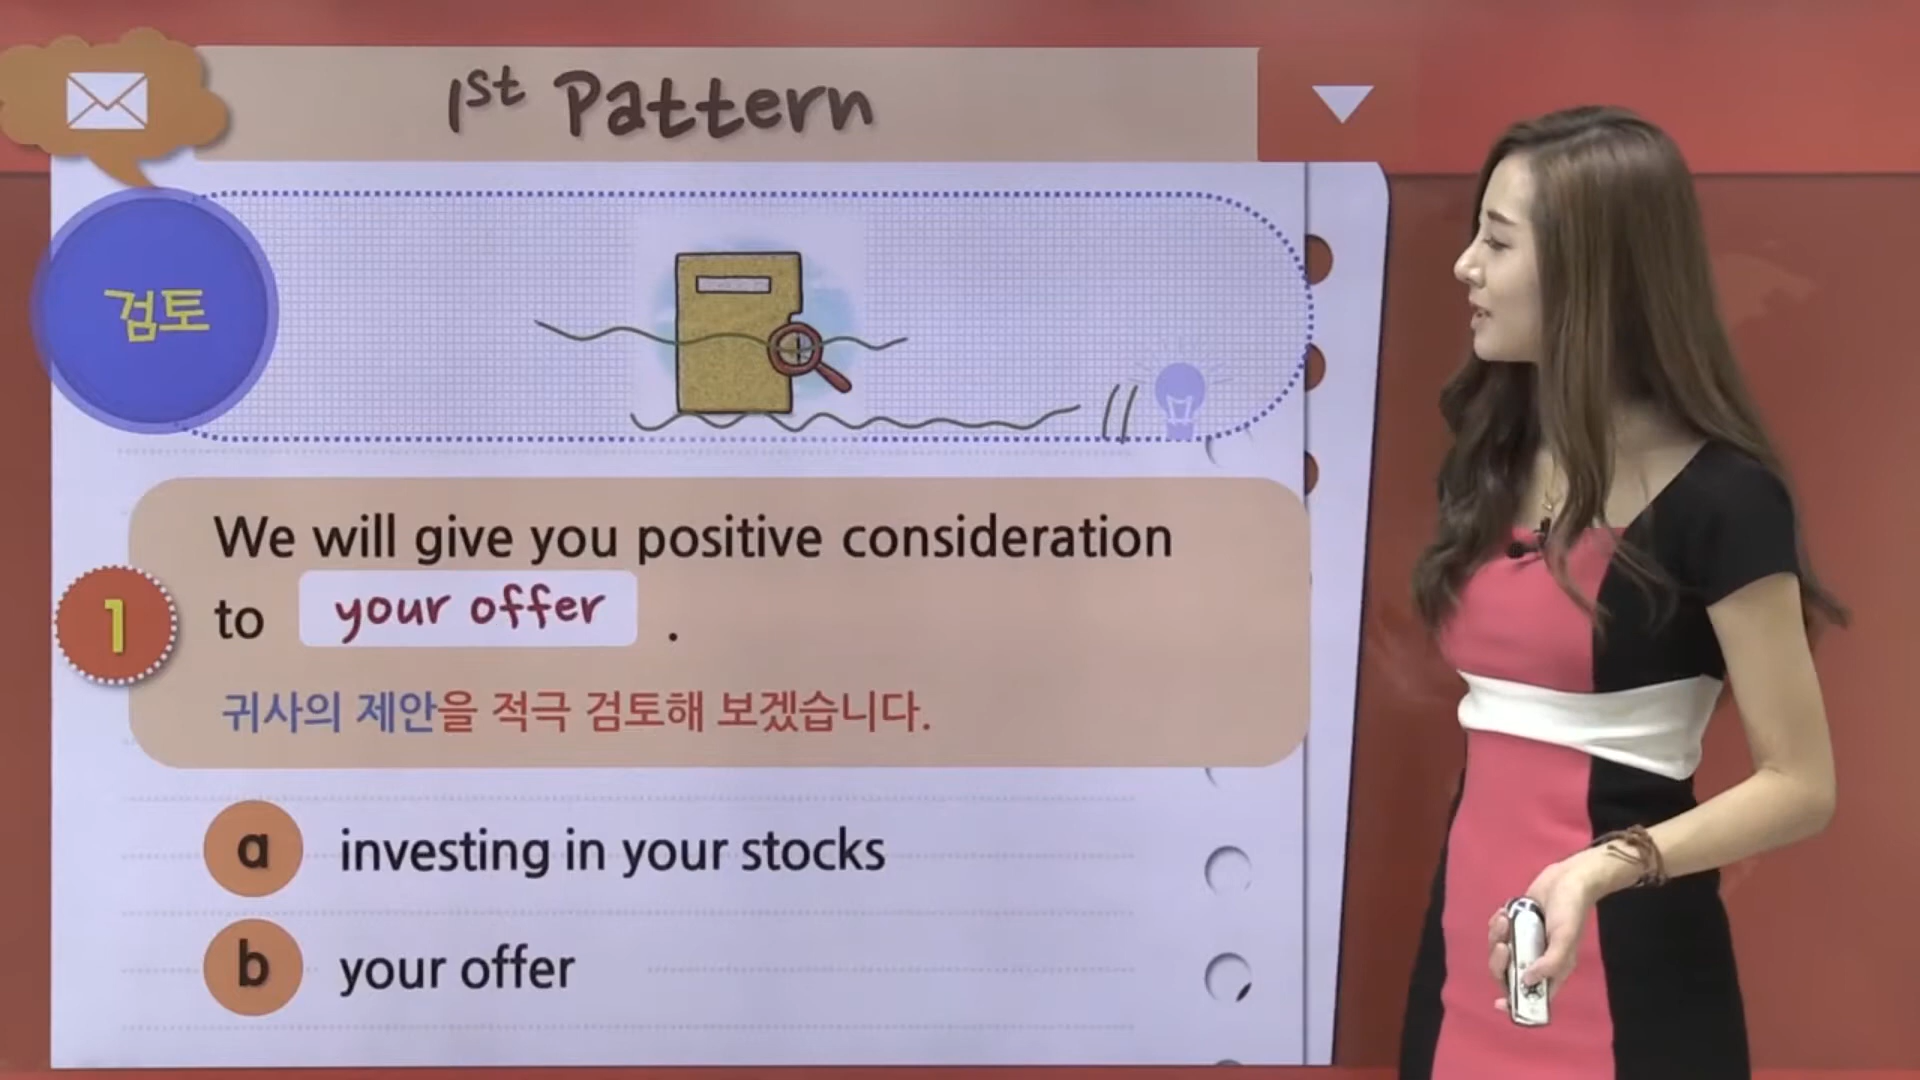 1st Pattern
검토
We will give you positive consideration
1
to your offer .
귀사의 제안을 적극 검토해 보겠습니다.
a investing in your stocks
b your offer